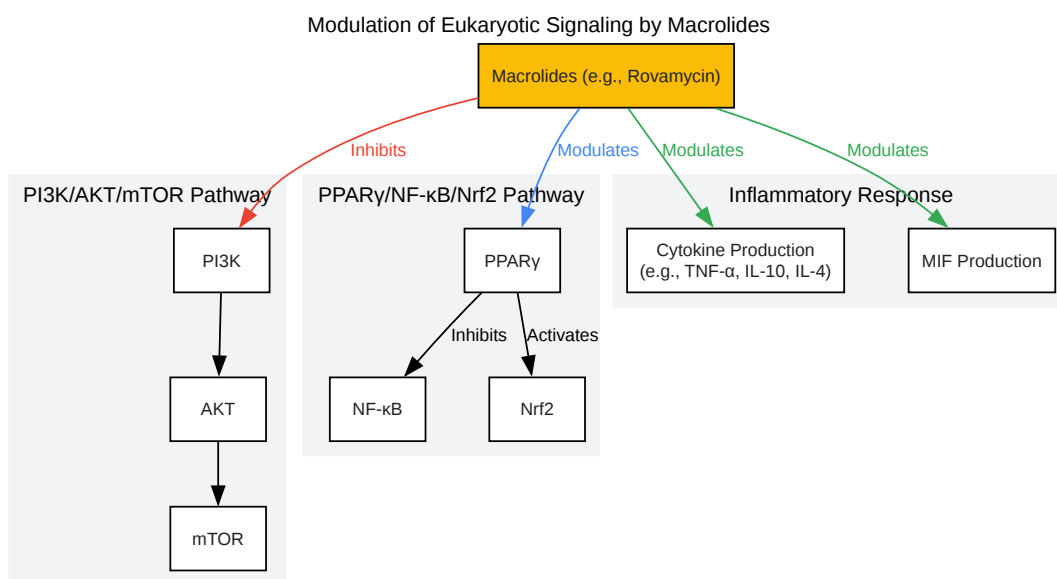 Modulation of Eukaryotic Signaling by Macrolides
Macrolides (e.g., Rovamycin)
Inhibits
Modulates
Modulates
Modulates
PI3K/AKT/mTOR Pathway
PPARγ/NF-κB/Nrf2 Pathway
Inflammatory Response
PI3K
PPARγ
Cytokine Production
(e.g., TNF-α, IL-10, IL-4)
MIF Production
Inhibits
Activates
AKT
NF-κB
Nrf2
mTOR